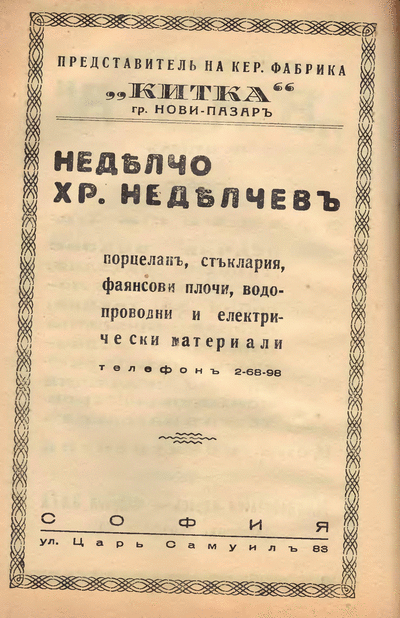 ПРЕДСТАВИТЕЛЬ НА КЕР. ФАБРИКА
„КИТКА“
гр. НОВИ-ПАЗАРЪ
НЕДѢЛЧО
ХР. НЕДѢЛЧЕВЪ
порцеланъ, стъклария,
фаянсови плочи, водо-
проводни и електри-
чески материали
телефонъ 2-68-98
СОФИЯ
ул. Царь Самуилъ 83